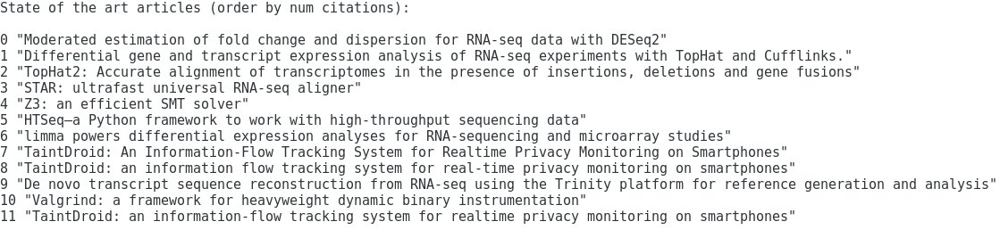 State of the art articles (order by num citations):
0 "Moderated estimation of fold change and dispersion for RNA-seq data with DESeq2"
1 "Differential gene and transcript expression analysis of RNA-seq experiments with TopHat and Cufflinks."
2 "TopHat2: Accurate alignment of transcriptomes in the presence of insertions, deletions and gene fusions"
3 "STAR: ultrafast universal RNA-seq aligner"
4 "Z3: an efficient SMT solver"
5 "HTSeq—a Python framework to work with high-throughput sequencing data"
6 "limma powers differential expression analyses for RNA-sequencing and microarray studies"
7 "TaintDroid: An Information-Flow Tracking System for Realtime Privacy Monitoring on Smartphones"
8 "TaintDroid: an information flow tracking system for real-time privacy monitoring on smartphones"
9 "De novo transcript sequence reconstruction from RNA-seq using the Trinity platform for reference generation and analysis"
10 "Valgrind: a framework for heavyweight dynamic binary instrumentation"
11 "TaintDroid: an information-flow tracking system for realtime privacy monitoring on smartphones"